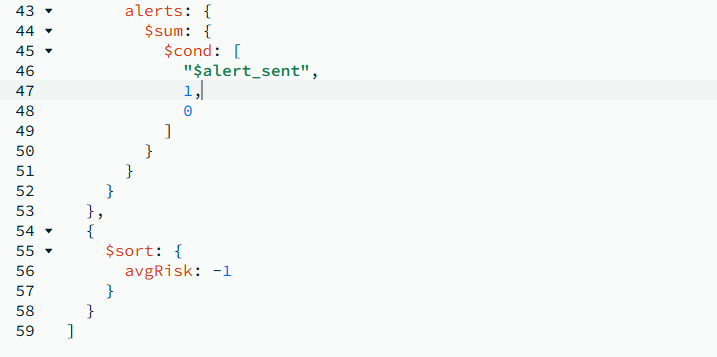 43 alerts: {
44 $sum: {
45 $cond: [
46 "$alert_sent",
47 1,
48 0
49 ]
50 }
51 }
52 }
53 },
54 {
55 $sort: {
56 avgRisk: -1
57 }
58 }
59 ]